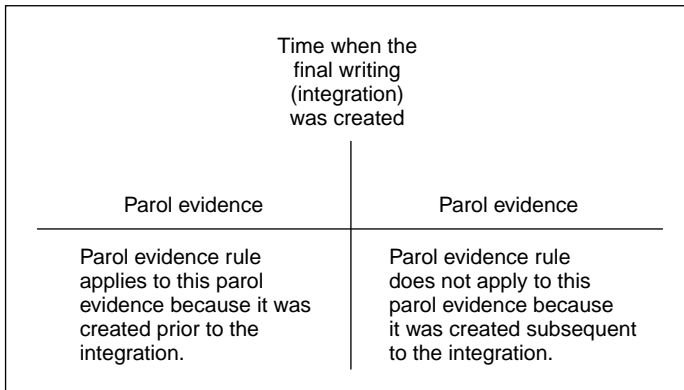 Time when the
final writing
(integration)
was created
Parol evidence
Parol evidence
Parol evidence rule
applies to this parol
evidence because it was
created prior to the
integration.
Parol evidence rule
does not apply to this
parol evidence because
it was created subsequent
to the integration.